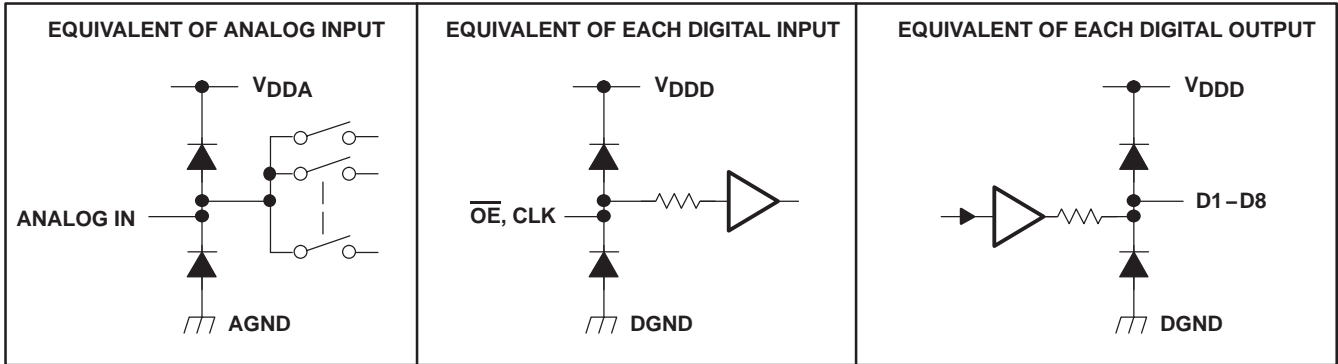 EQUIVALENT OF ANALOG INPUT
VDDA
ANALOG IN
AGND
EQUIVALENT OF EACH DIGITAL INPUT
VDDD
OE, CLK
DGND
EQUIVALENT OF EACH DIGITAL OUTPUT
VDDD
D1–D8
DGND